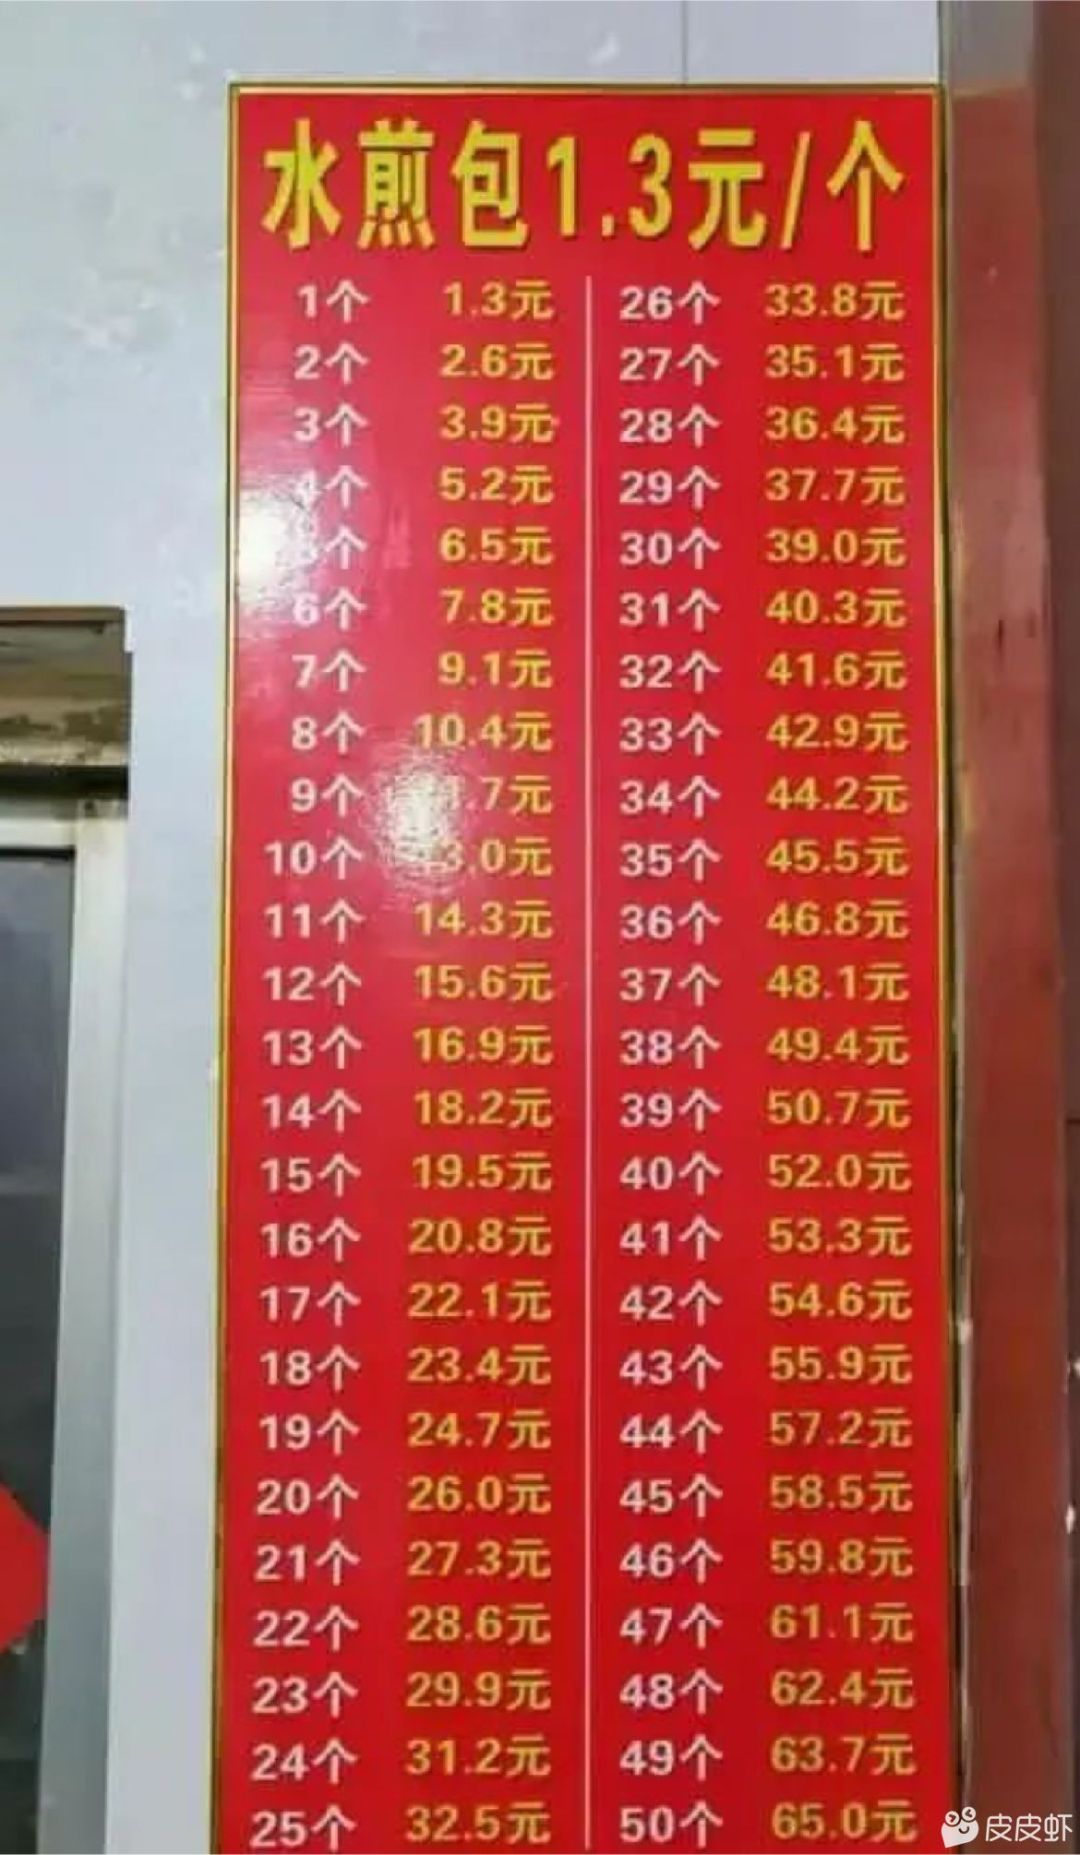 水煎包1.3元/个
1个 1.3元
2个 2.6元
3个 3.9元
4个 5.2元
5个 6.5元
6个 7.8元
7个 9.1元
8个 10.4元
9个 11.7元
10个 13.0元
11个 14.3元
12个 15.6元
13个 16.9元
14个 18.2元
15个 19.5元
16个 20.8元
17个 22.1元
18个 23.4元
19个 24.7元
20个 26.0元
21个 27.3元
22个 28.6元
23个 29.9元
24个 31.2元
25个 32.5元
26个 33.8元
27个 35.1元
28个 36.4元
29个 37.7元
30个 39.0元
31个 40.3元
32个 41.6元
33个 42.9元
34个 44.2元
35个 45.5元
36个 46.8元
37个 48.1元
38个 49.4元
39个 50.7元
40个 52.0元
41个 53.3元
42个 54.6元
43个 55.9元
44个 57.2元
45个 58.5元
46个 59.8元
47个 61.1元
48个 62.4元
49个 63.7元
50个 65.0元
皮皮虾